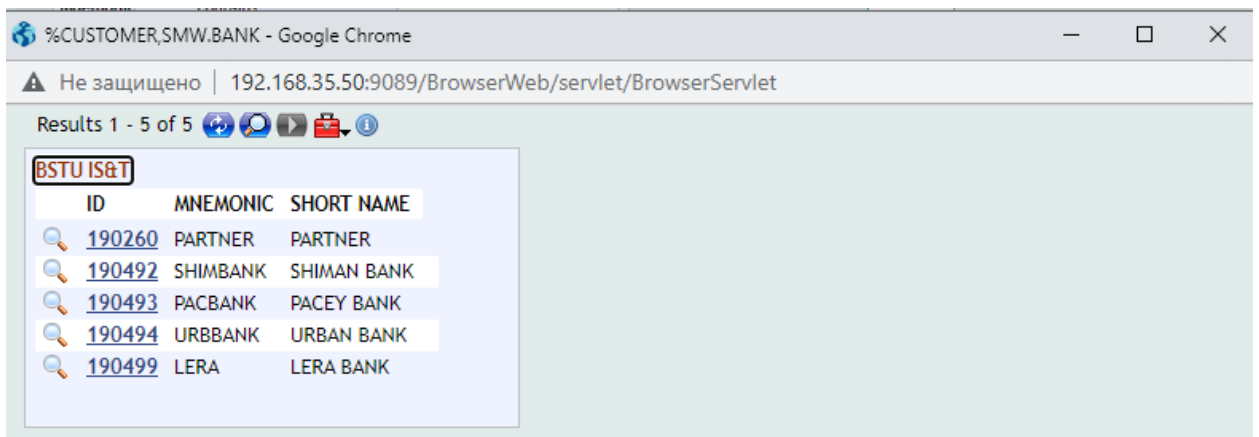 %CUSTOMER,SMW.BANK - Google Chrome
Не защищено | 192.168.35.50:9089/BrowserWeb/servlet/BrowserServlet
Results 1 - 5 of 5
BSTU IS&T
ID MNEMONIC SHORT NAME
190260 PARTNER PARTNER
190492 SHIMBANK SHIMAN BANK
190493 PACBANK PACEY BANK
190494 URBBANK URBAN BANK
190499 LERA LERA BANK